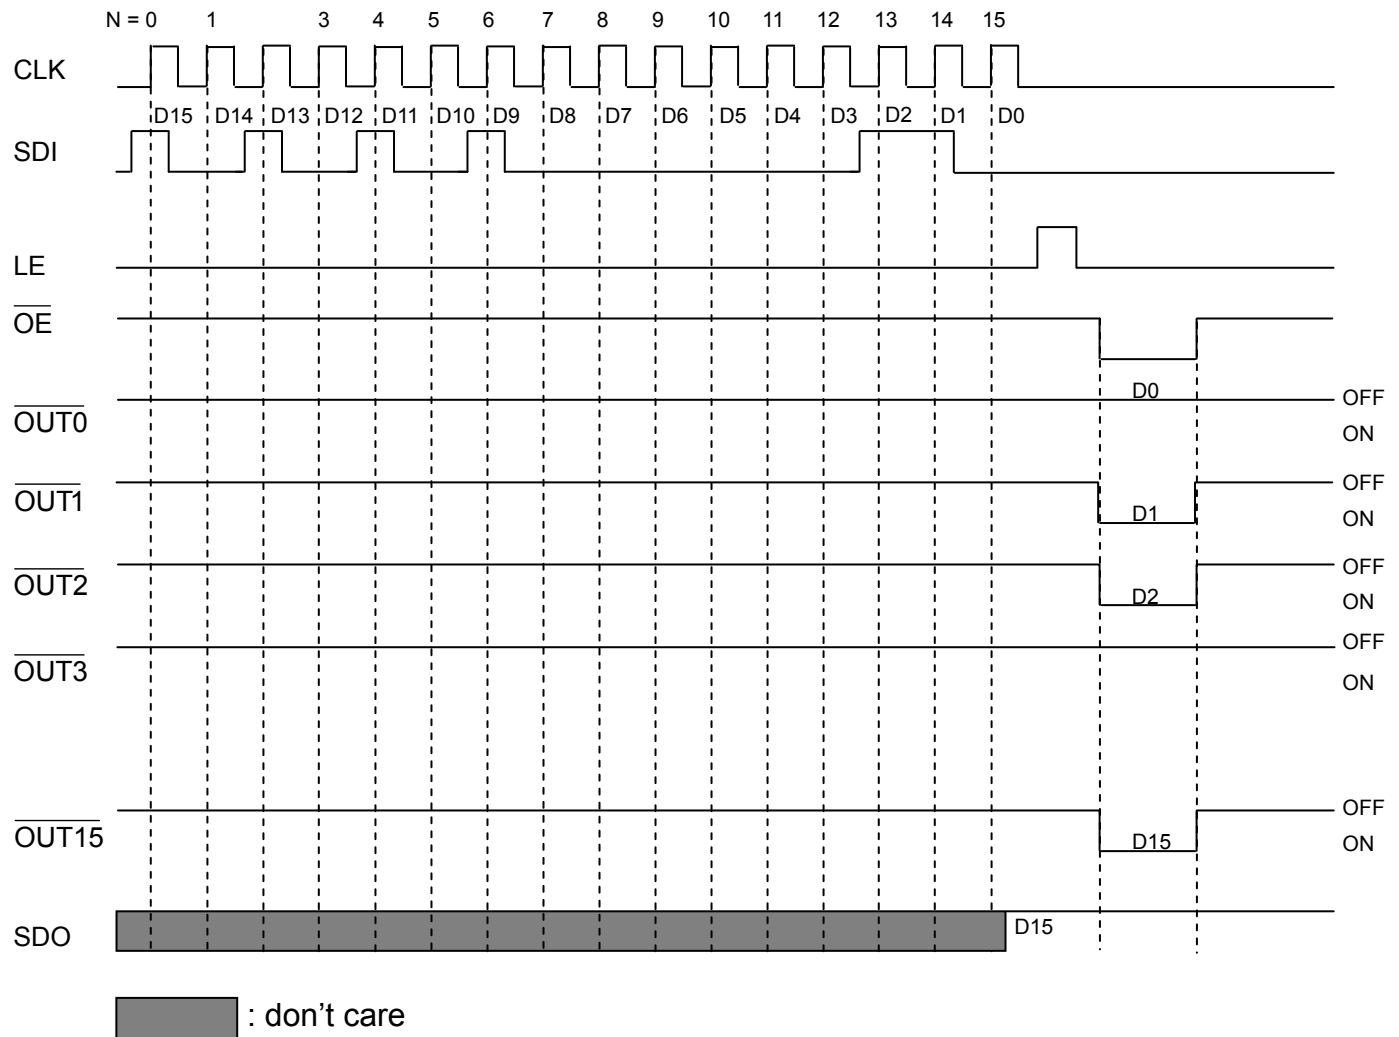 N = 0 1 3 4 5 6 7 8 9 10 11 12 13 14 15
CLK
D15 D14 D13 D12 D11 D10 D9 D8 D7 D6 D5 D4 D3 D2 D1 D0
SDI
LE
OE
D0
OFF
OUT0
ON
OFF
OUT1
D1
ON
OFF
OUT2
D2
ON
OFF
OUT3
ON
OFF
OUT15
D15
ON
SDO
D15
: don't care